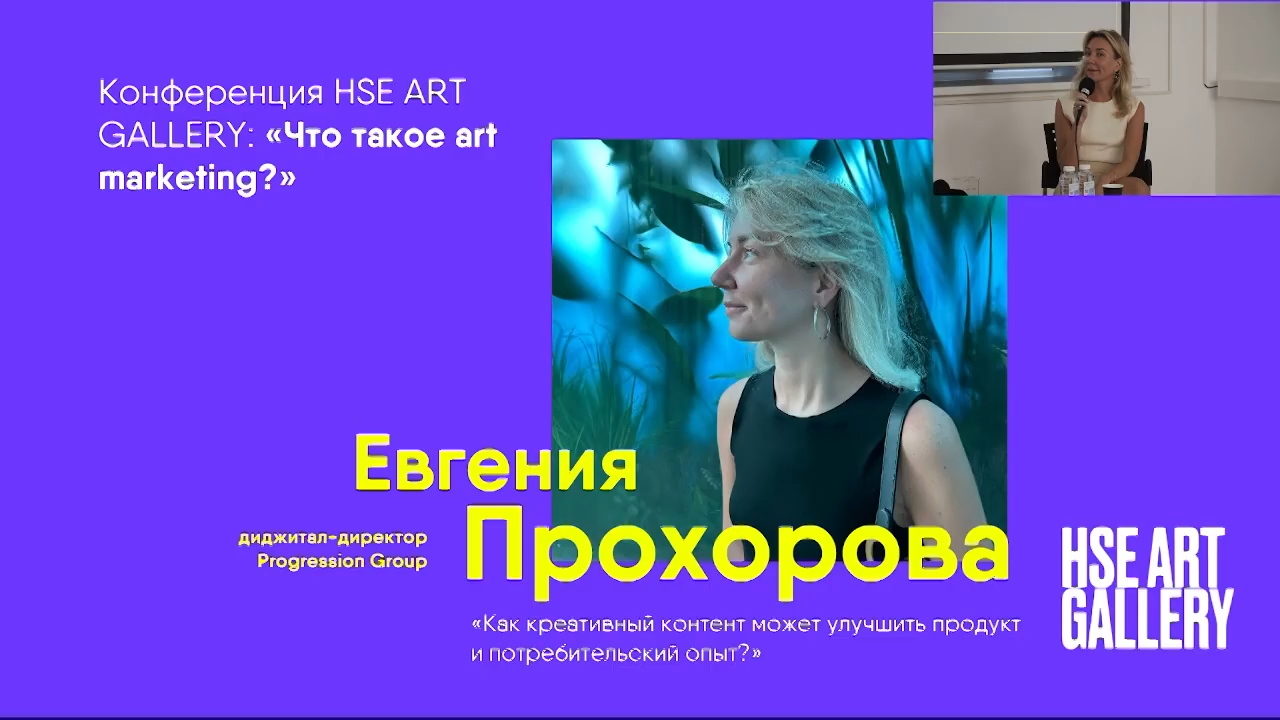 Конференция HSE ART
GALLERY: «Что такое art
marketing?»
Евгения
диджитал-директор
Progression Group
Прохорова
«Как креативный контент может улучшить продукт
и потребительский опыт?»
HSE ART
GALLERY